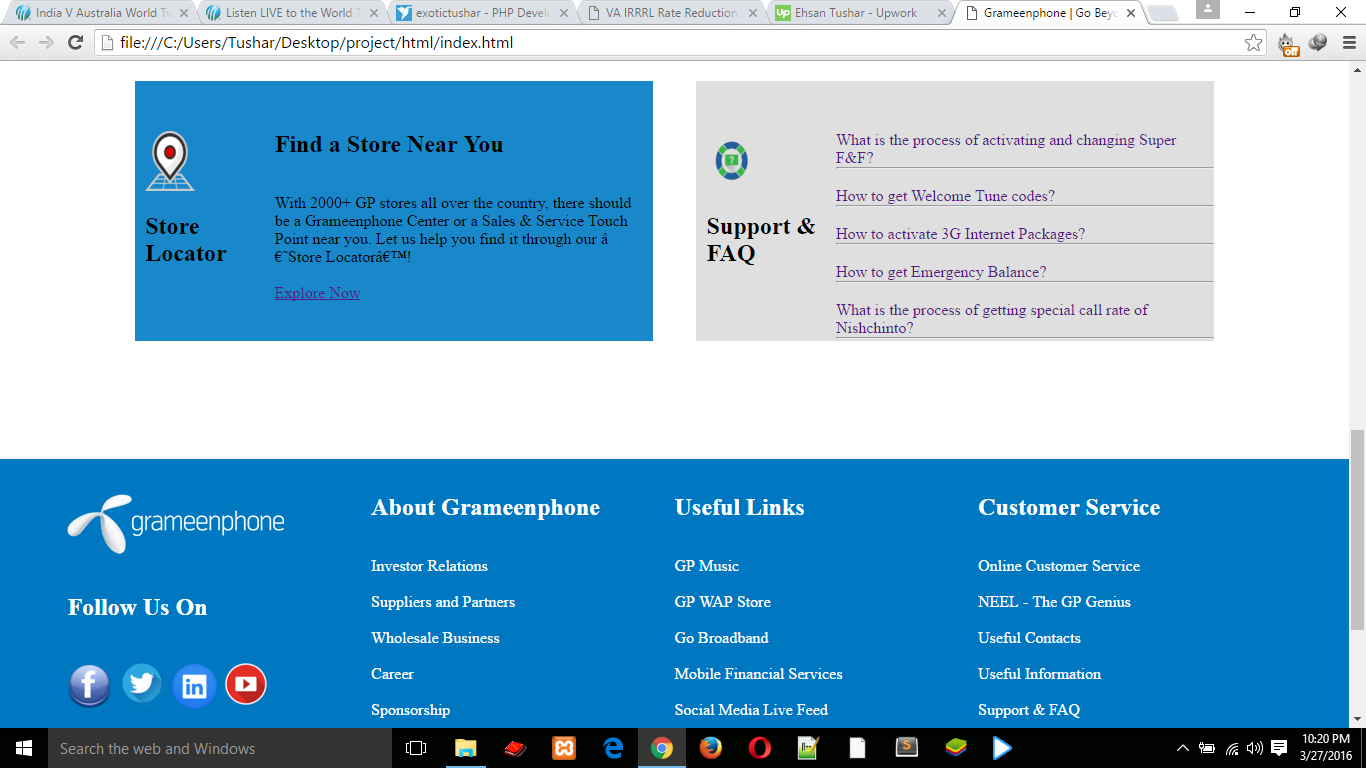 India V Australia World Tw
Listen LIVE to the World T
exotictushar - PHP Develo
VA IRRRL Rate Reduction
Ehsan Tushar - Upwork
Grameenphone | Go Beyo
file:///C:/Users/Tushar/Desktop/project/html/index.html
off
Find a Store Near You
Store
Locator
With 2000+ GP stores all over the country, there should
be a Grameenphone Center or a Sales & Service Touch
Point near you. Let us help you find it through our â
€˜Store Locatorâ€™!
Explore Now
Support &
FAQ
What is the process of activating and changing Super
F&F?
How to get Welcome Tune codes?
How to activate 3G Internet Packages?
How to get Emergency Balance?
What is the process of getting special call rate of
Nishchinto?
grameenphone
Follow Us On
About Grameenphone
Investor Relations
Suppliers and Partners
Wholesale Business
Career
Sponsorship
Useful Links
GP Music
GP WAP Store
Go Broadband
Mobile Financial Services
Social Media Live Feed
Customer Service
Online Customer Service
NEEL - The GP Genius
Useful Contacts
Useful Information
Support & FAQ
Search the web and Windows
10:20 PM
3/27/2016